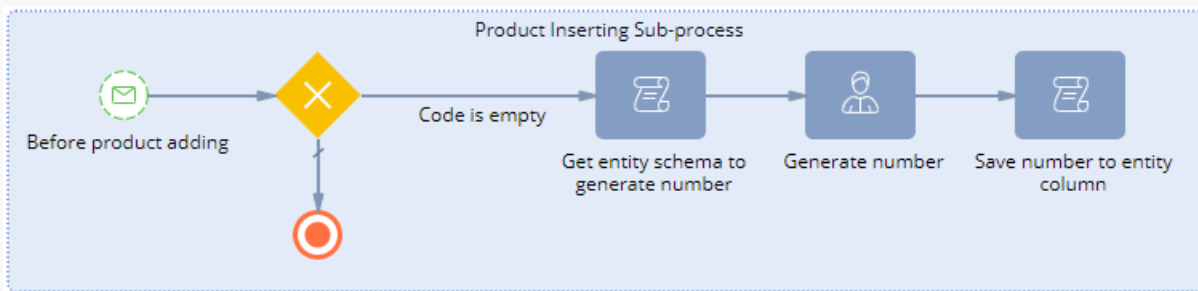 Product Inserting Sub-process
Before product adding
Code is empty
Get entity schema to
generate number
Generate number
Save number to entity
column